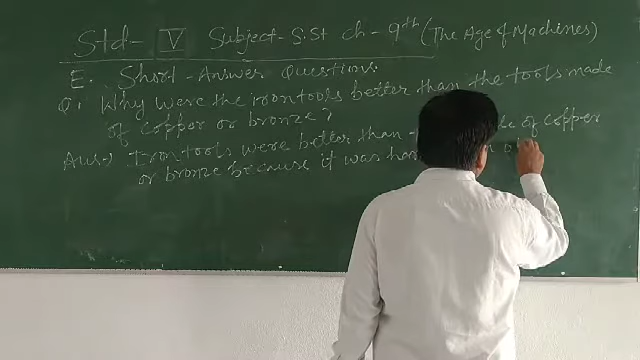 Std- V Subject- S.St ch- 9th (The Age of Machines)
E. Short-Answer Questions.
Q1 Why were the iron tools better than the tools made
of copper or bronze?
Ans→ Iron tools were better than of copper
or bronze because it was